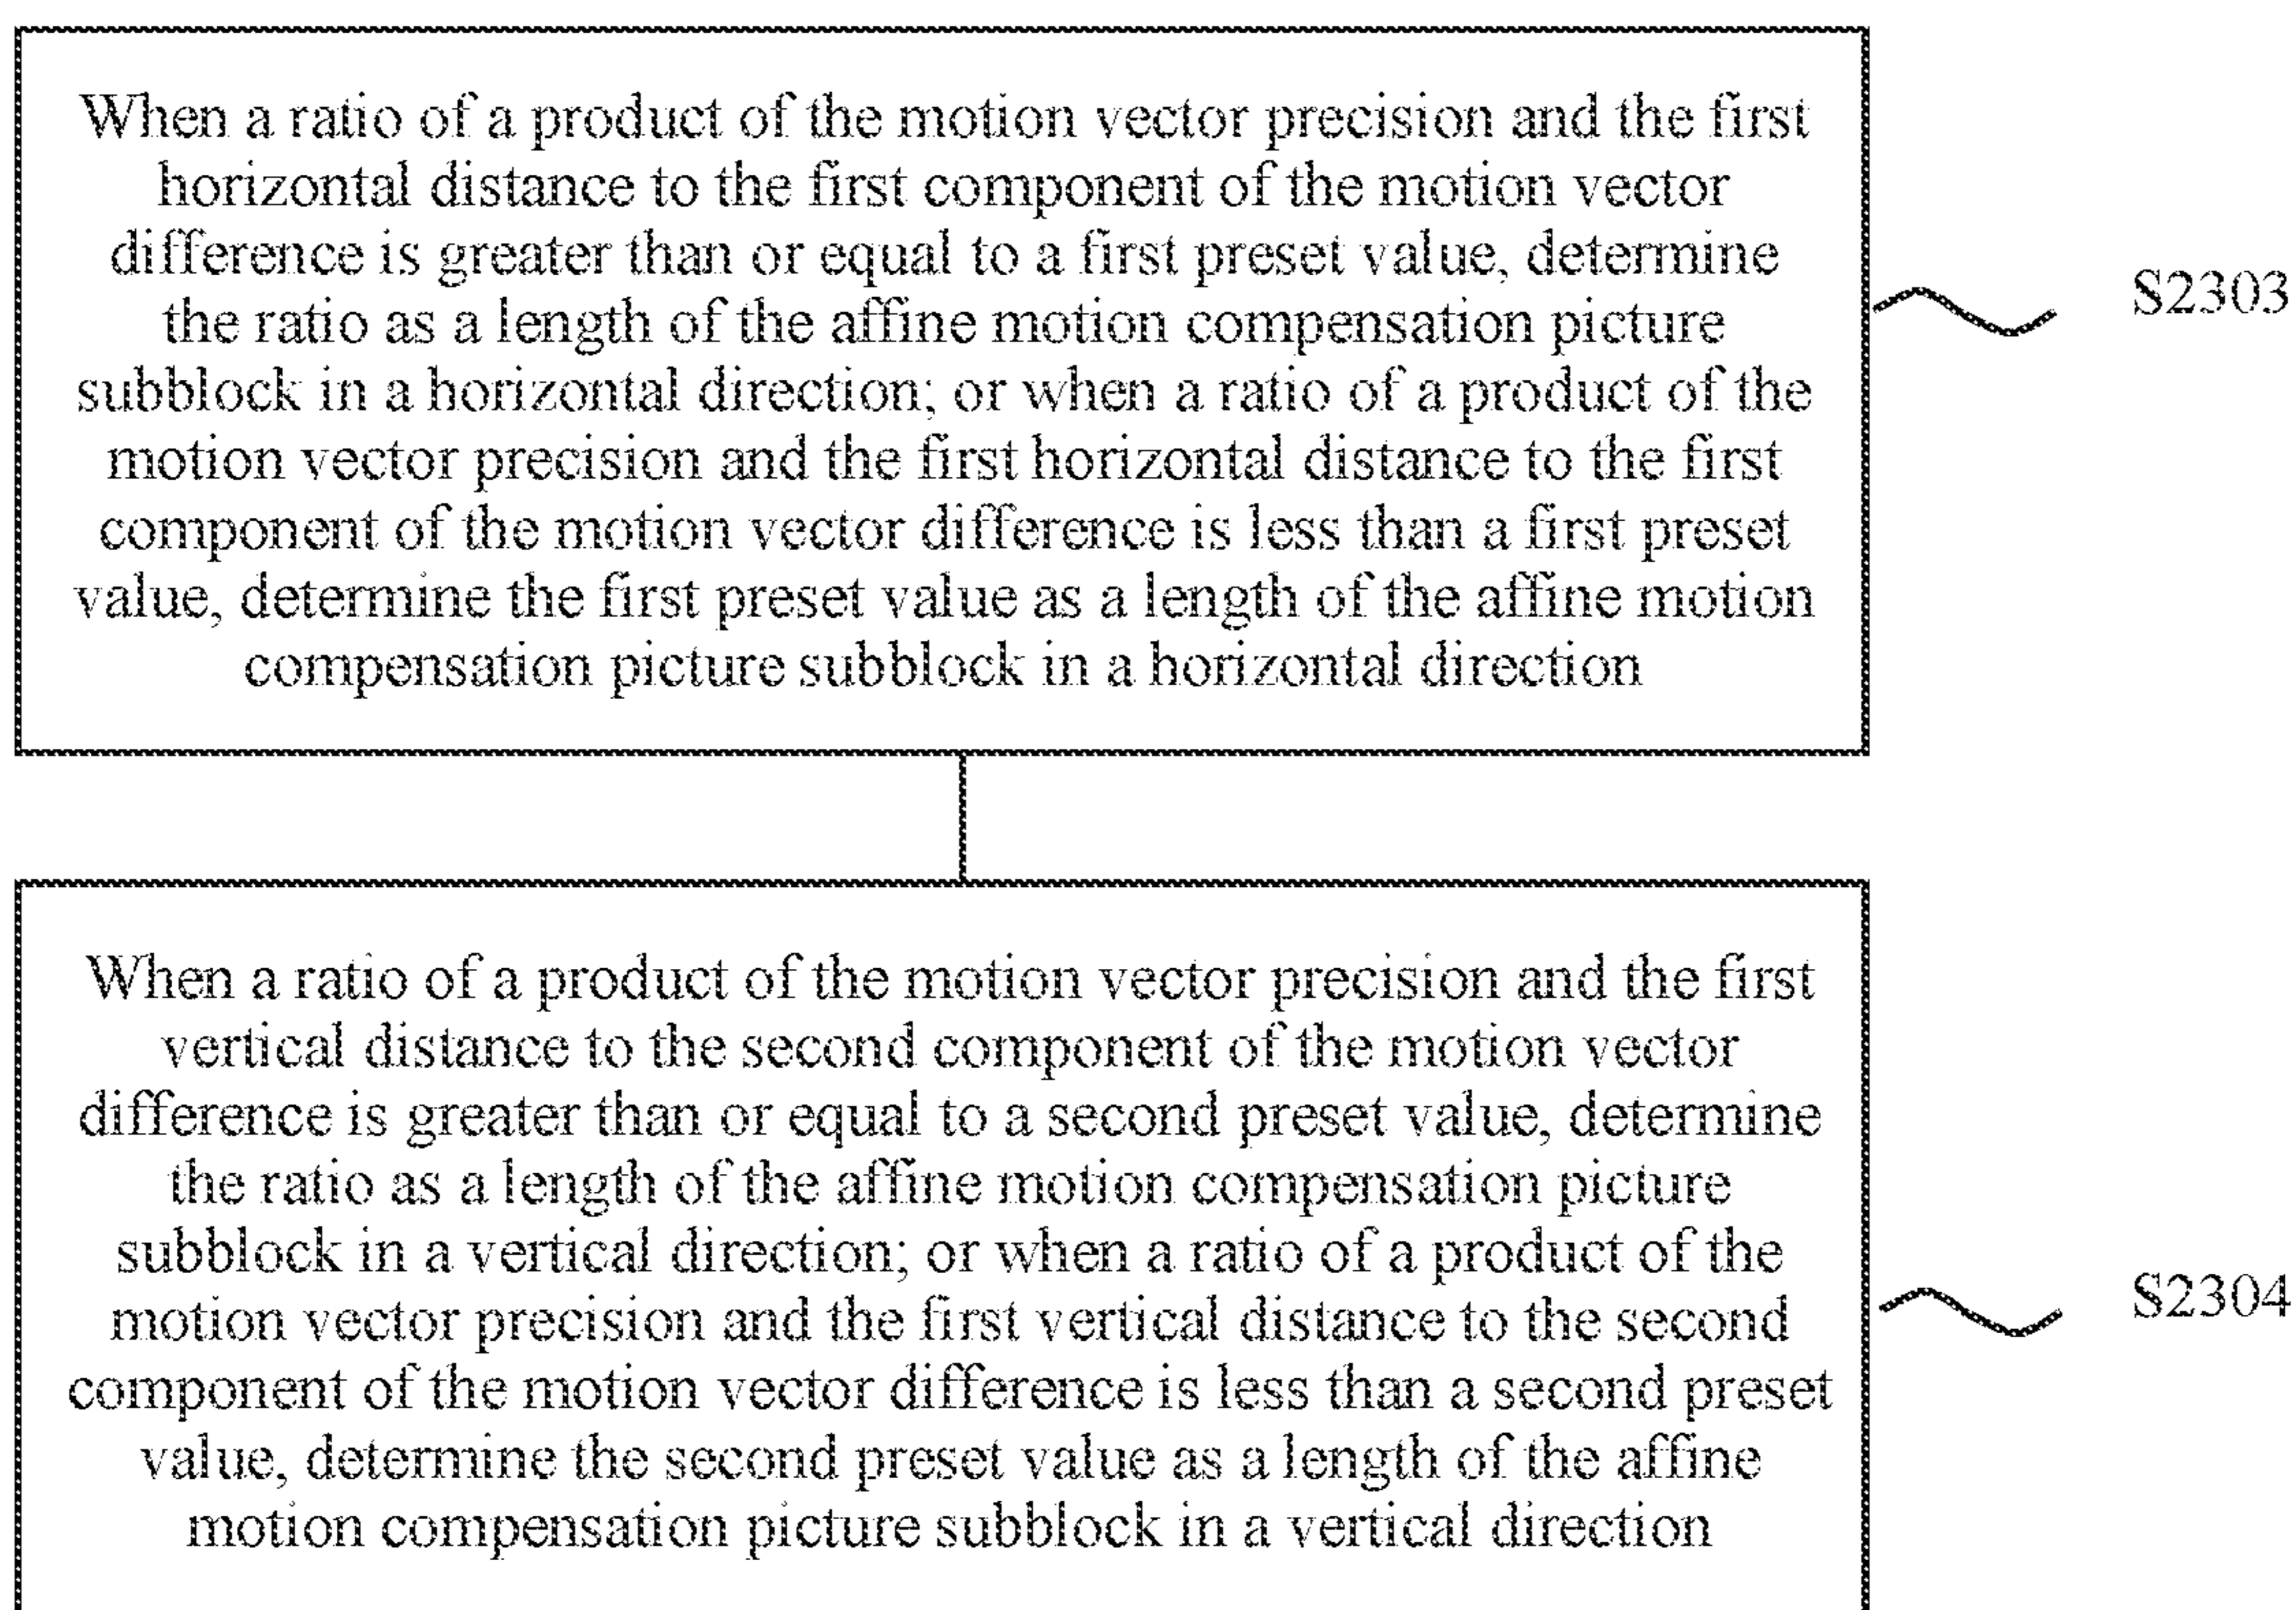 When a ratio of a product of the motion vector precision and the first
horizontal distance to the first component of the motion vector
difference is greater than or equal to a first preset value, determine
the ratio as a length of the affine motion compensation picture
subblock in a horizontal direction; or when a ratio of a product of the
motion vector precision and the first horizontal distance to the first
component of the motion vector difference is less than a first preset
value, determine the first preset value as a length of the affine motion
compensation picture subblock in a horizontal direction
S2303
When a ratio of a product of the motion vector precision and the first
vertical distance to the second component of the motion vector
difference is greater than or equal to a second preset value, determine
the ratio as a length of the affine motion compensation picture
subblock in a vertical direction; or when a ratio of a product of the
motion vector precision and the first vertical distance to the second
component of the motion vector difference is less than a second preset
value, determine the second preset value as a length of the affine
motion compensation picture subblock in a vertical direction
S2304